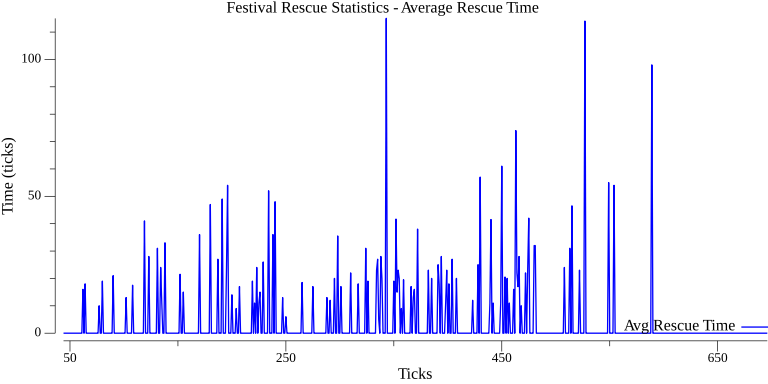 Festival Rescue Statistics - Average Rescue Time
100
Time (ticks)
50
0
Avg Rescue Time
50 250 450 650
Ticks